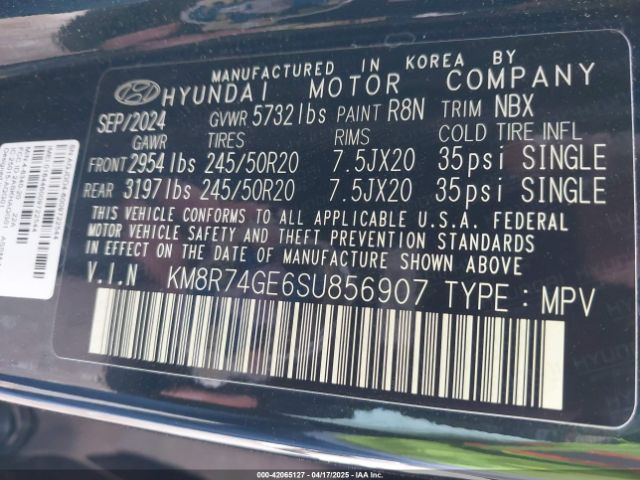 MANUFACTURED IN KOREA BY
HYUNDAI MOTOR COMPANY
SEP/2024 GVWR 5732lbs PAINT R8N TRIM NBX
GAWR TIRES RIMS COLD TIRE INFL
FRONT 2954lbs 245/50R20 7.5JX20 35psi SINGLE
REAR 3197lbs 245/50R20 7.5JX20 35psi SINGLE
THIS VEHICLE CONFORMS TO ALL APPLICABLE U.S.A. FEDERAL
MOTOR VEHICLE SAFETY AND THEFT PREVENTION STANDARDS
IN EFFECT ON THE DATE OF MANUFACTURE SHOWN ABOVE.
V.I.N KM8R74GE6SU856907 TYPE : MPV
000-42065127 - 04/17/2025 - IAAI.COM